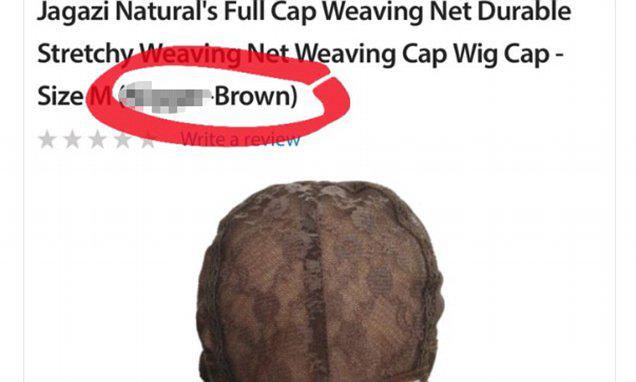 Jagazi Natural's Full Cap Weaving Net Durable
Stretchy Weaving Net Weaving Cap Wig Cap -
Size M ( -Brown)
Write a review